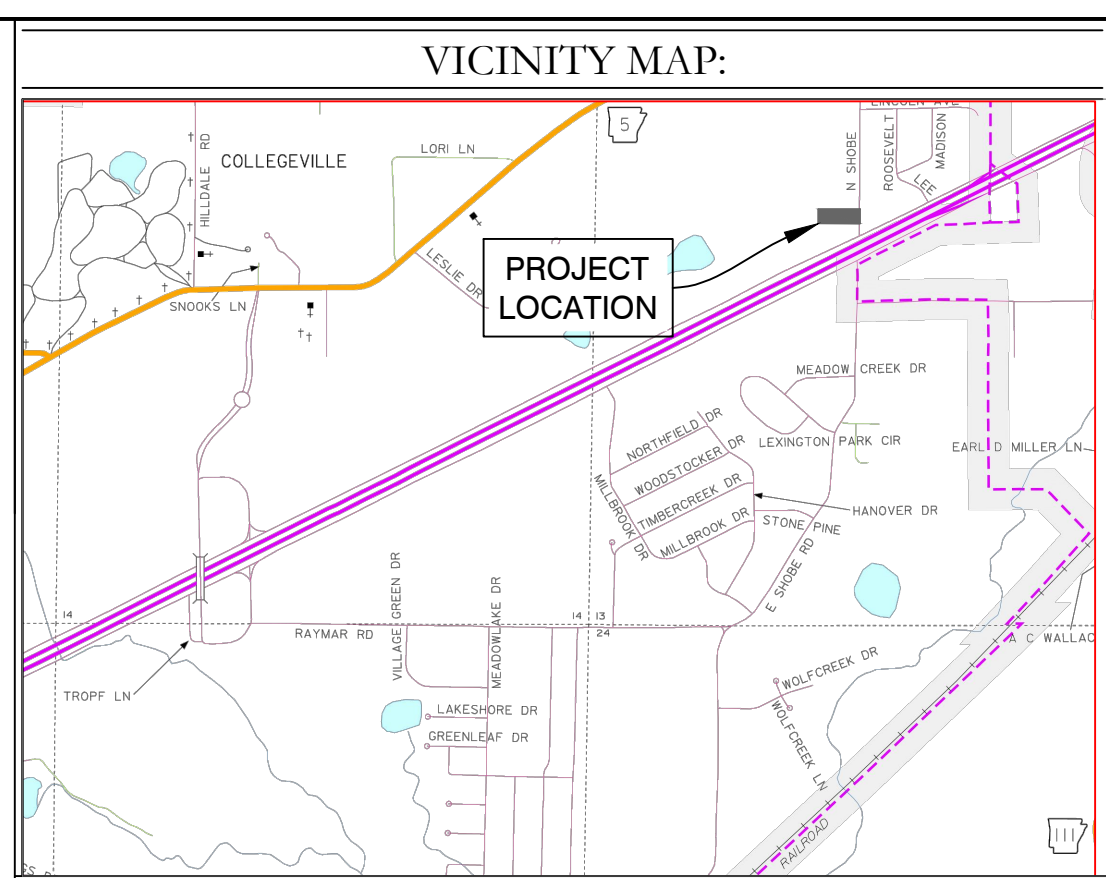 VICINITY MAP:
LINCOLN AVE
5
HILLDALE RD
COLLEGEVILLE
LORI LN
N SHOBE
ROOSEVELT
MADISON
LEE
LESLIE DR
PROJECT
LOCATION
SNOOKS LN
MEADOW CREEK DR
NORTHFIELD DR
LEXINGTON PARK CIR
EARL D MILLER LN
WOODSTOCKER DR
MILLBROOK DR
TIMBERCREEK DR
HANOVER DR
MILLBROOK DR
STONE PINE
E SHOBE RD
VILLAGE GREEN DR
MEADOWLAKE DR
14
14
13
RAYMAR RD
24
A C WALLAC
TROPF LN
WOLFCREEK DR
LAKESHORE DR
WOLFCREEK LN
GREENLEAF DR
RAILROAD
111